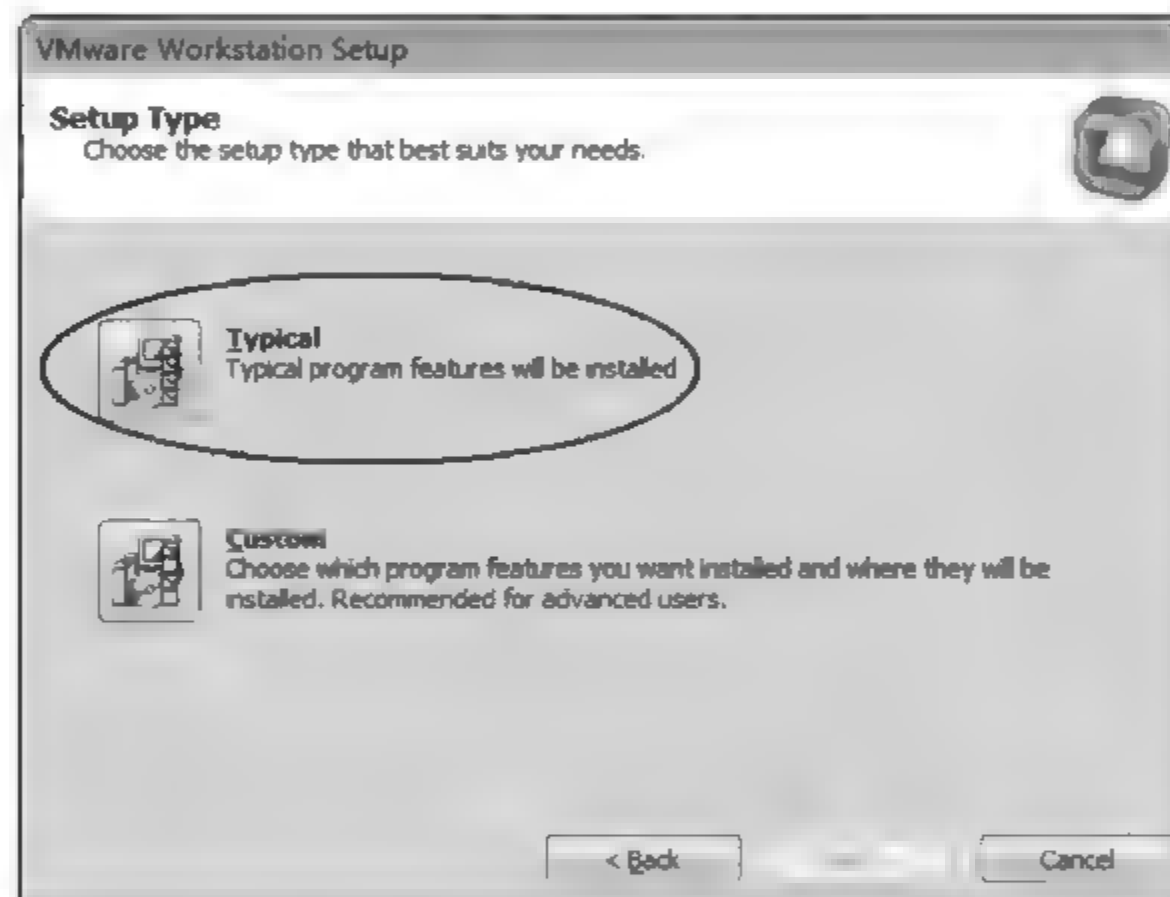 VMware Workstation Setup
Setup Type
Choose the setup type that best suits your needs.
Typical
Typical program features will be installed
Custom
Choose which program features you want installed and where they will be
installed. Recommended for advanced users.
< Back
Cancel